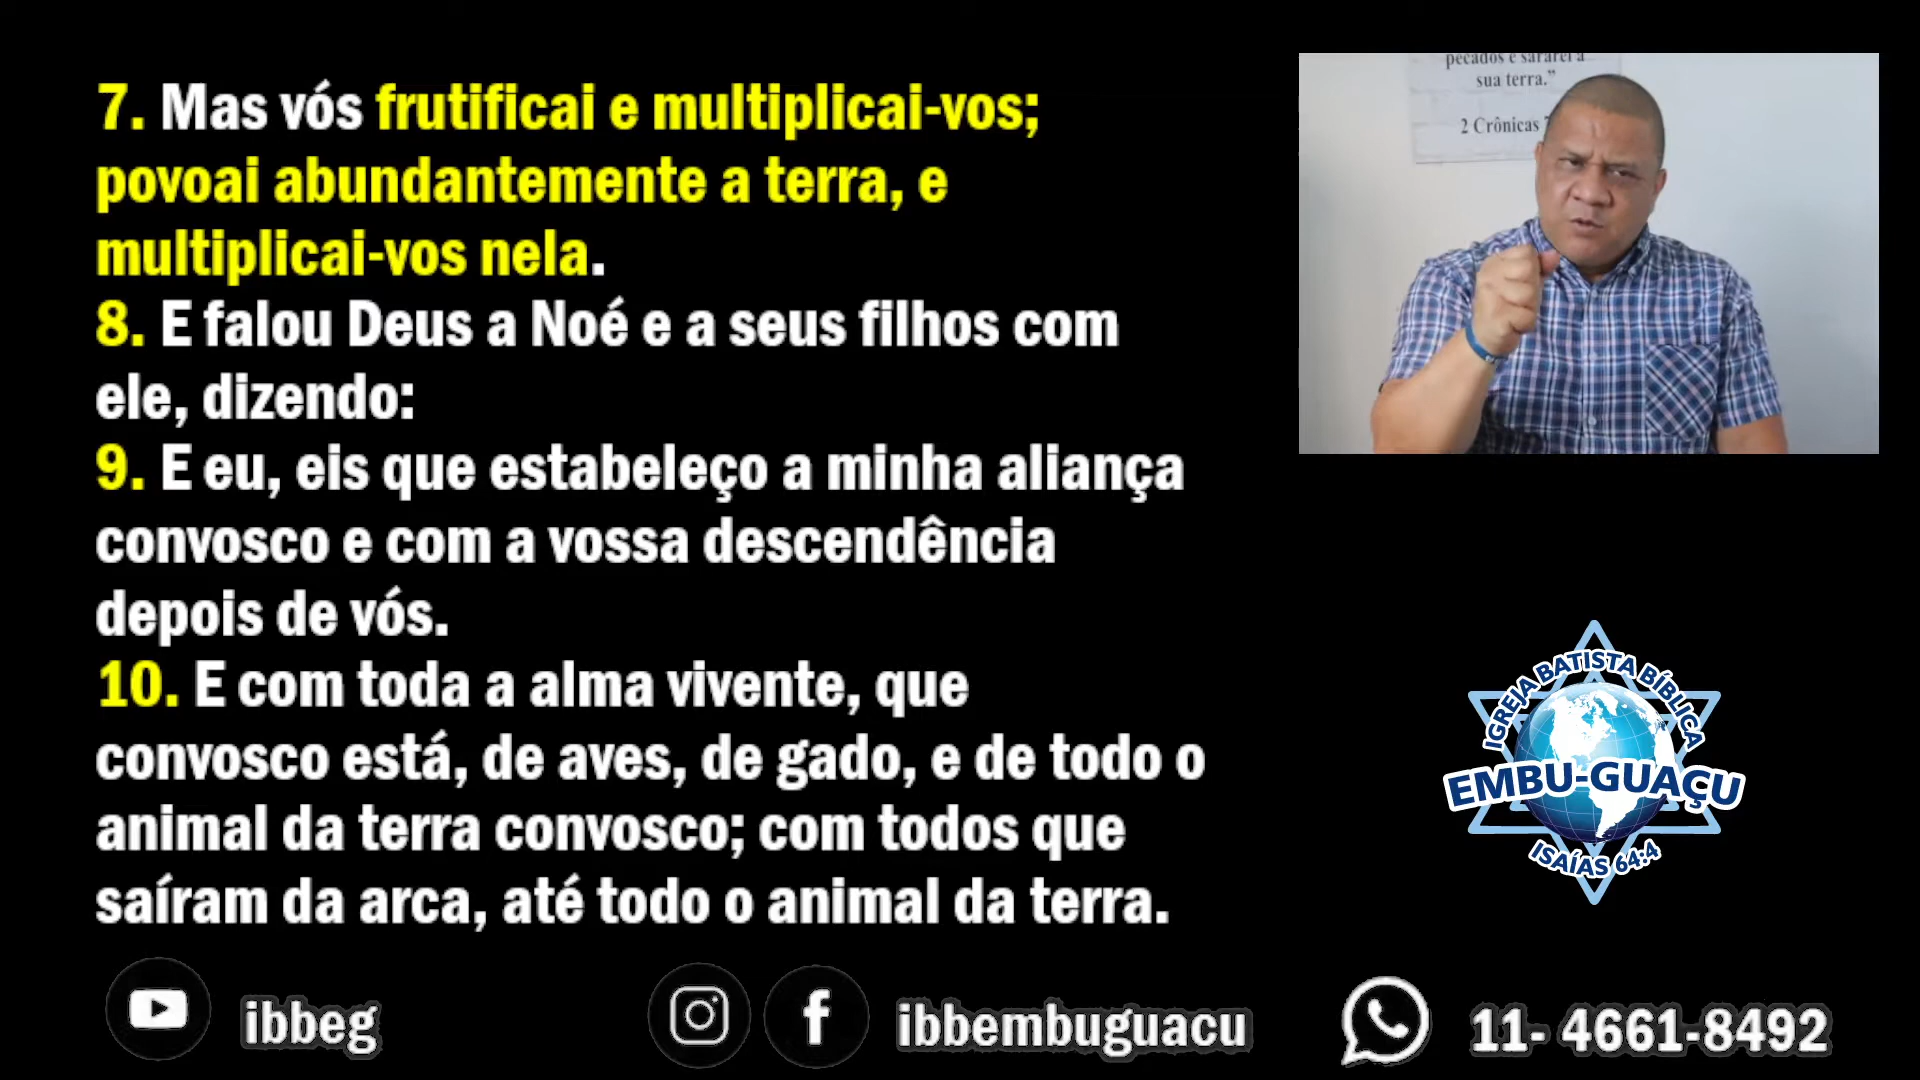 7. Mas vós frutificai e multiplicai-vos;
povoai abundantemente a terra, e
multiplicai-vos nela.
8. E falou Deus a Noé e a seus filhos com
ele, dizendo:
9. E eu, eis que estabeleço a minha aliança
convosco e com a vossa descendência
depois de vós.
10. E com toda a alma vivente, que
convosco está, de aves, de gado, e de todo o
animal da terra convosco; com todos que
saíram da arca, até todo o animal da terra.
pecados e sararei a
sua terra.”
2 Crônicas
IGREJA BATISTA BÍBLICA
EMBU-GUAÇU
ISAÍAS 64:4
ibbeg
ibbembuguacu
11- 4661-8492